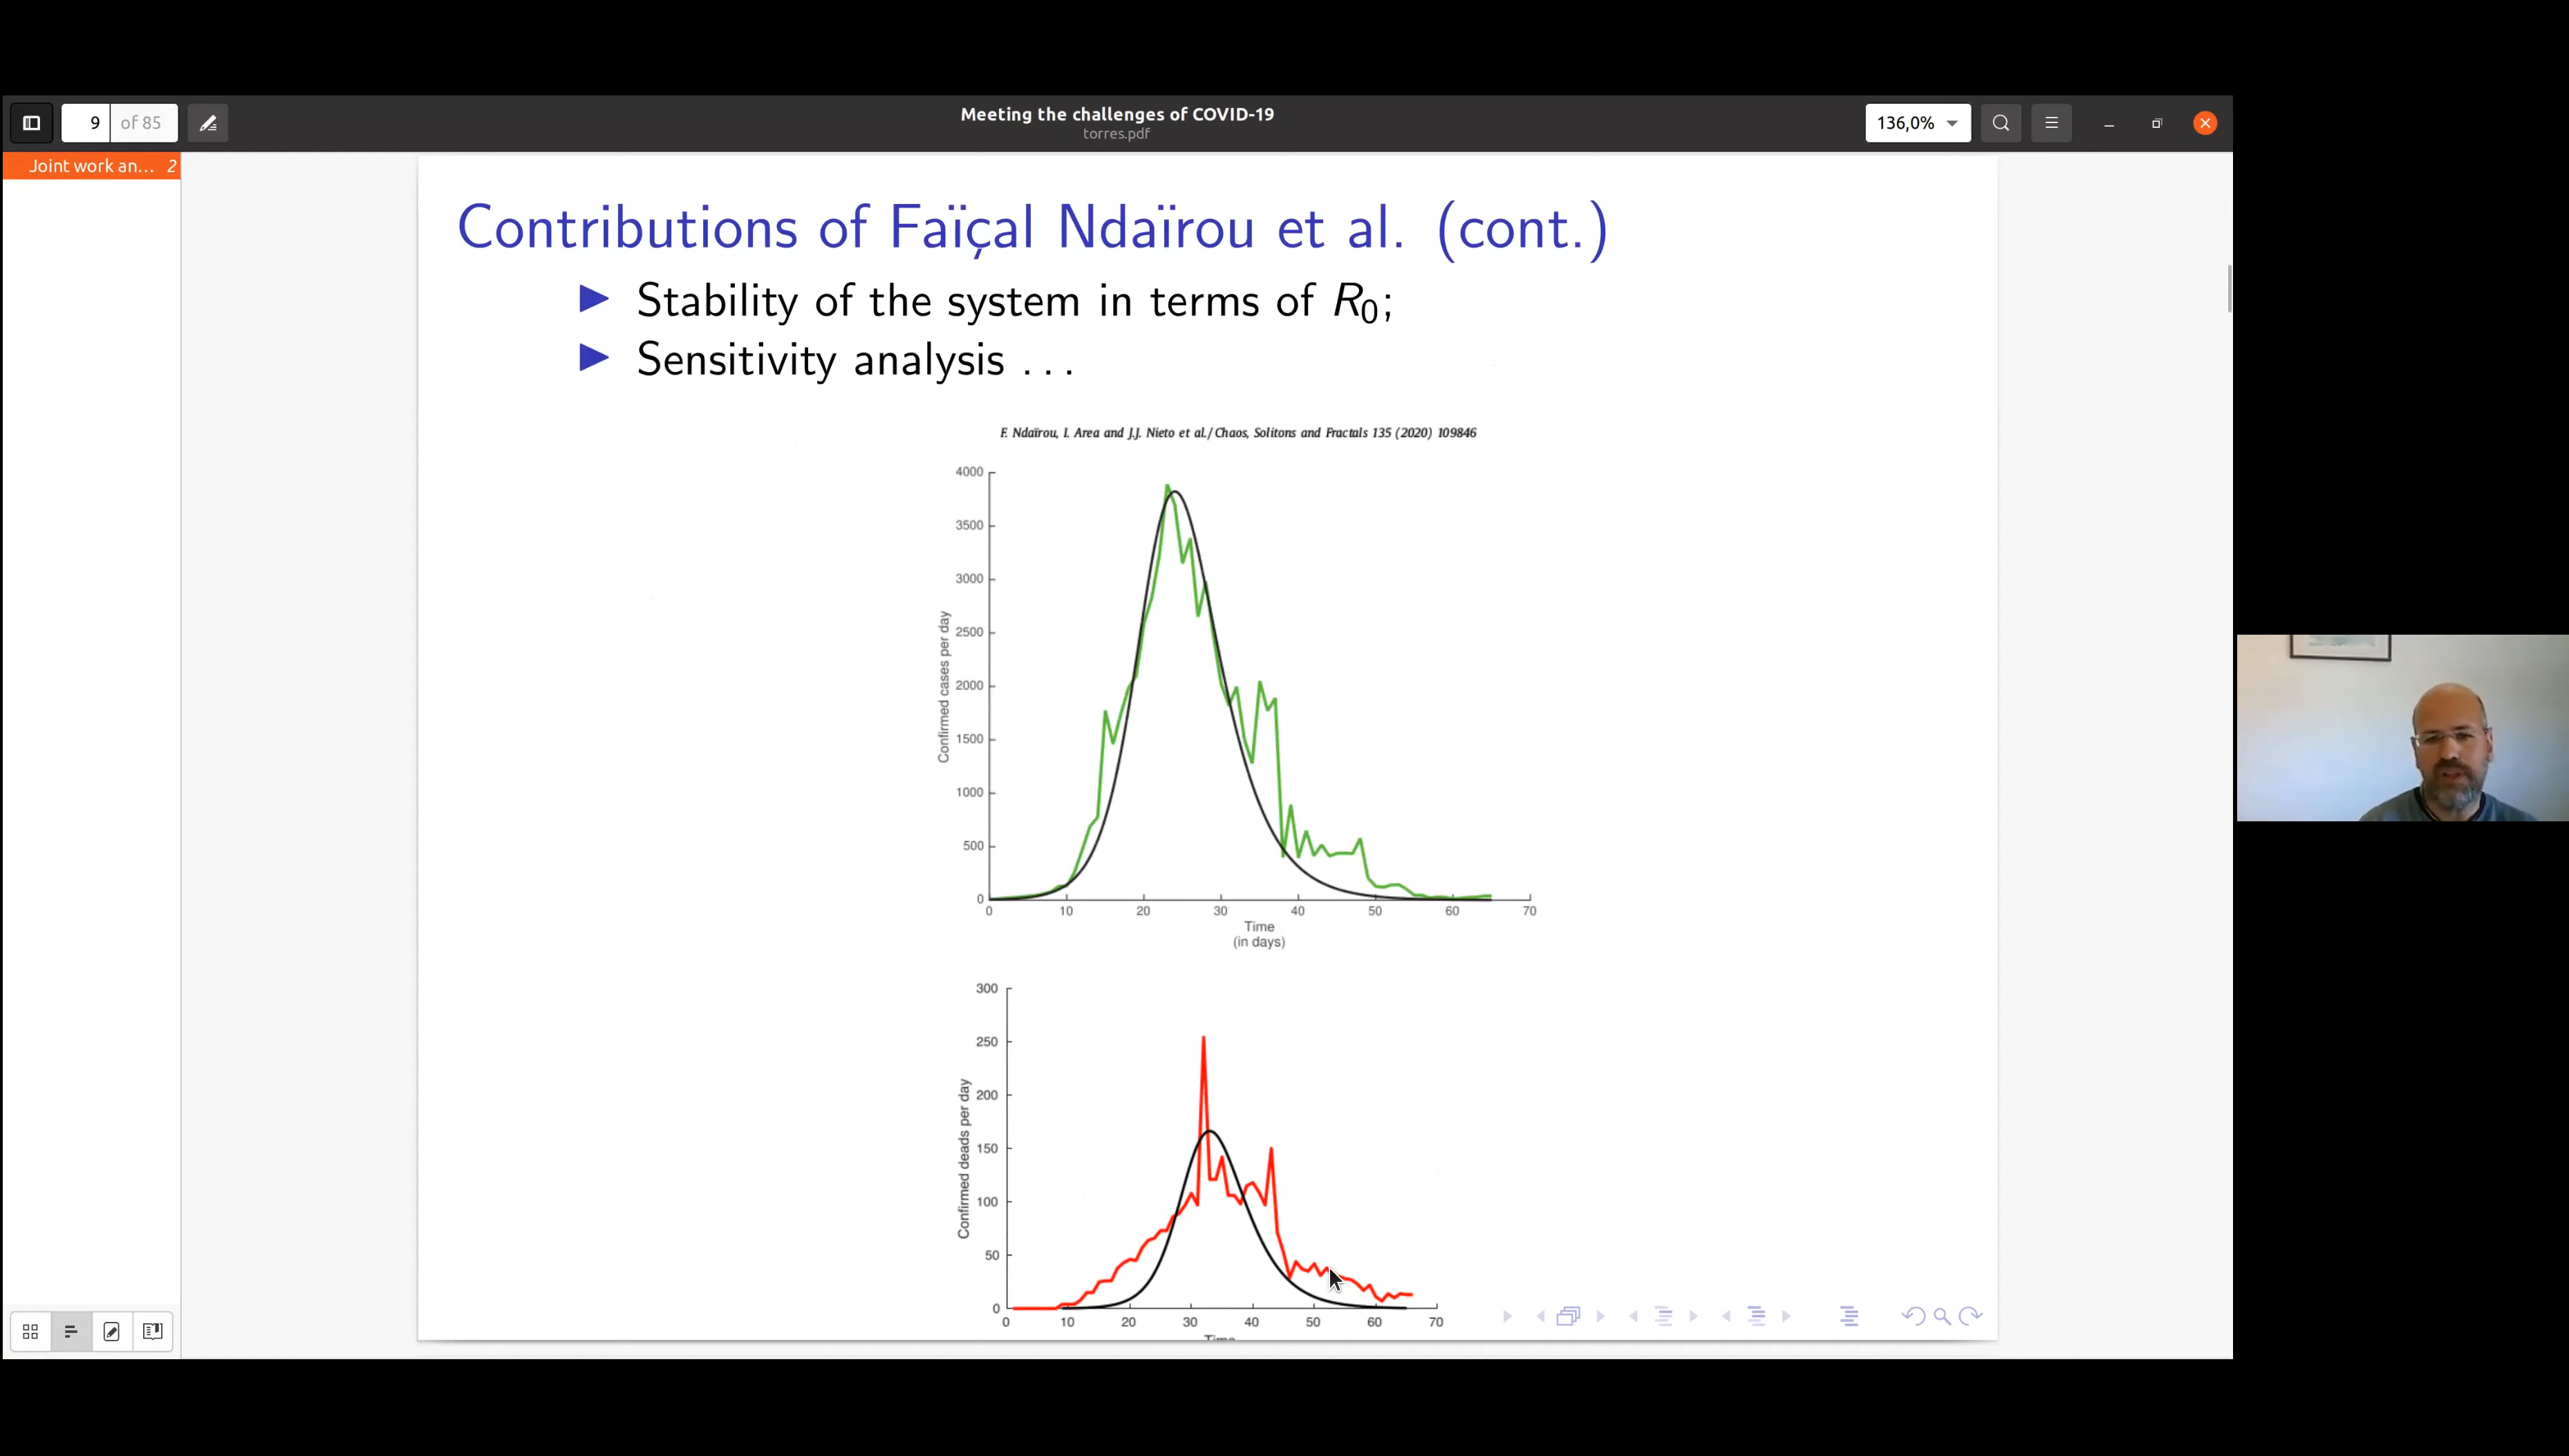 9 of 85
Meeting the challenges of COVID-19
torres.pdf
136,0%
Joint work an... 2
Contributions of Faïçal Ndaïrou et al. (cont.)
Stability of the system in terms of R₀;
Sensitivity analysis . . .
F. Ndaïrou, I. Area and J.J. Nieto et al./Chaos, Solitons and Fractals 135 (2020) 109846
4000
3500
3000
2500
2000
1500
1000
500
0
Confirmed cases per day
0 10 20 30 40 50 60 70
Time
(in days)
300
250
200
150
100
50
0
Confirmed deads per day
0 10 20 30 40 50 60 70
Time